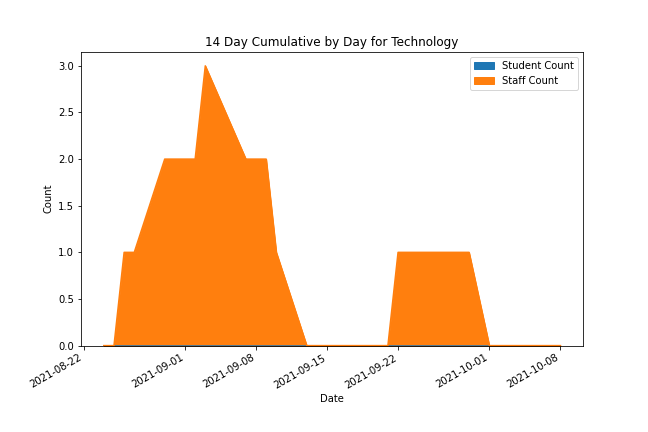 14 Day Cumulative by Day for Technology
Student Count
Staff Count
3.0
2.5
2.0
1.5
1.0
0.5
0.0
Count
2021-08-22
2021-09-01
2021-09-08
2021-09-15
2021-09-22
2021-10-01
2021-10-08
Date